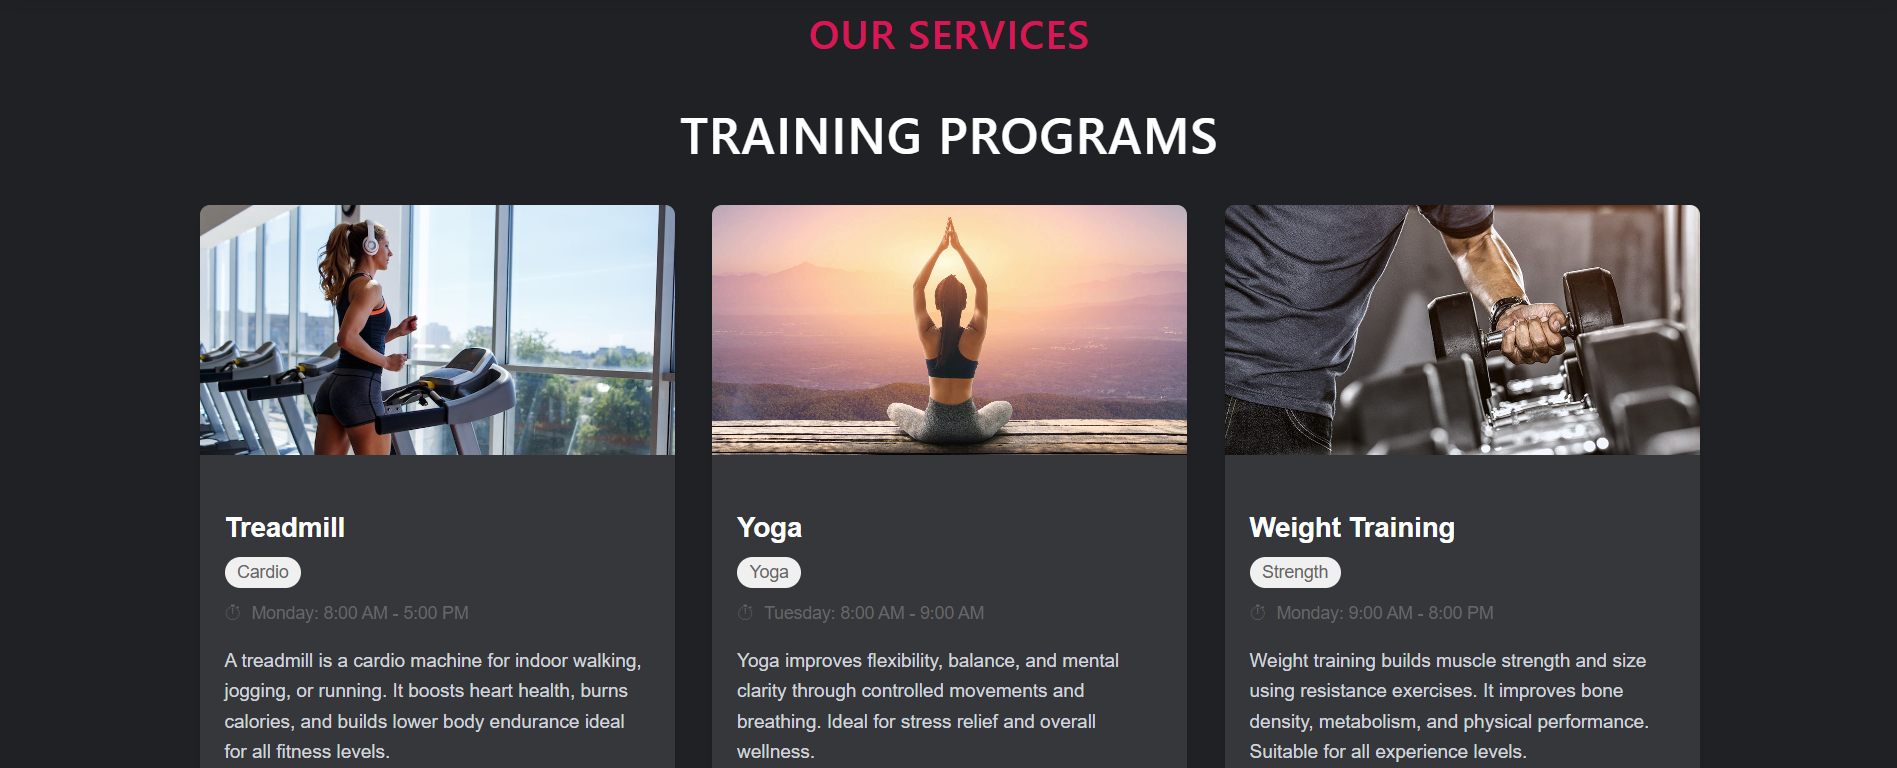 OUR SERVICES
TRAINING PROGRAMS
Treadmill
Cardio
Monday: 8:00 AM - 5:00 PM
A treadmill is a cardio machine for indoor walking,
jogging, or running. It boosts heart health, burns
calories, and builds lower body endurance ideal
for all fitness levels.
Yoga
Yoga
Tuesday: 8:00 AM - 9:00 AM
Yoga improves flexibility, balance, and mental
clarity through controlled movements and
breathing. Ideal for stress relief and overall
wellness.
Weight Training
Strength
Monday: 9:00 AM - 8:00 PM
Weight training builds muscle strength and size
using resistance exercises. It improves bone
density, metabolism, and physical performance.
Suitable for all experience levels.